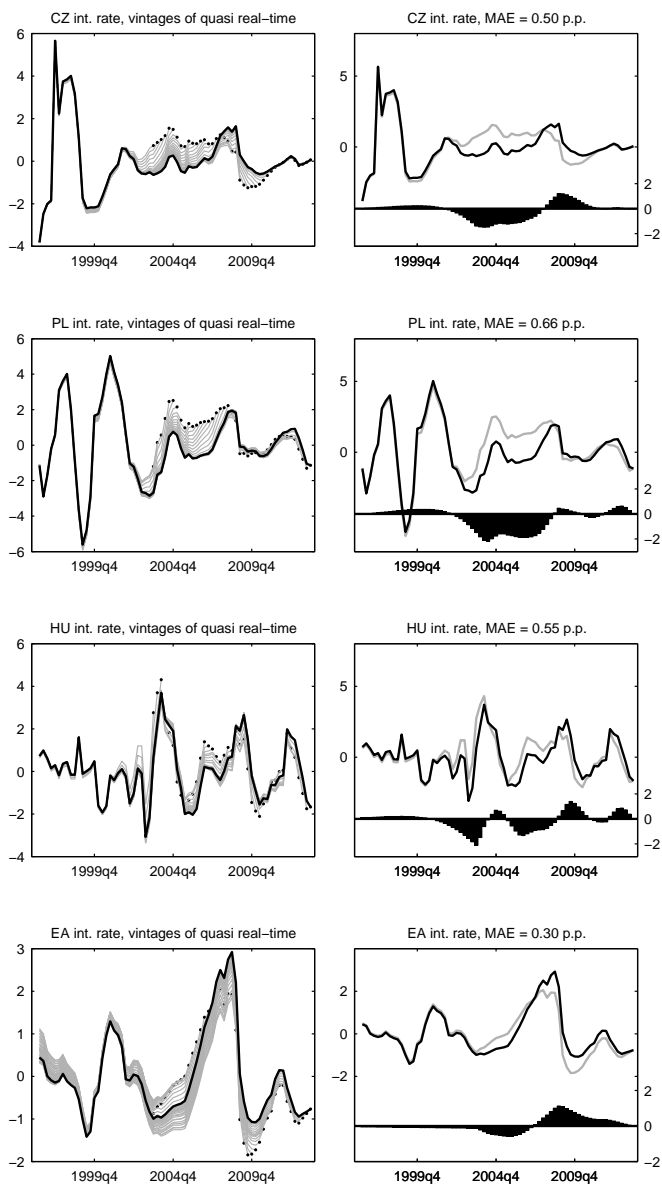 CZ int. rate, vintages of quasi real−time
CZ int. rate, MAE = 0.50 p.p.
6
4
2
0
−2
−4
5
0
2
0
−2
1999q4 2004q4 2009q4
1999q4 2004q4 2009q4
PL int. rate, vintages of quasi real−time
PL int. rate, MAE = 0.66 p.p.
6
4
2
0
−2
−4
−6
5
0
2
0
−2
1999q4 2004q4 2009q4
1999q4 2004q4 2009q4
HU int. rate, vintages of quasi real−time
HU int. rate, MAE = 0.55 p.p.
6
4
2
0
−2
−4
5
0
2
0
−2
1999q4 2004q4 2009q4
1999q4 2004q4 2009q4
EA int. rate, vintages of quasi real−time
EA int. rate, MAE = 0.30 p.p.
3
2
1
0
−1
−2
2
0
−2
2
0
−2
1999q4 2004q4 2009q4
1999q4 2004q4 2009q4